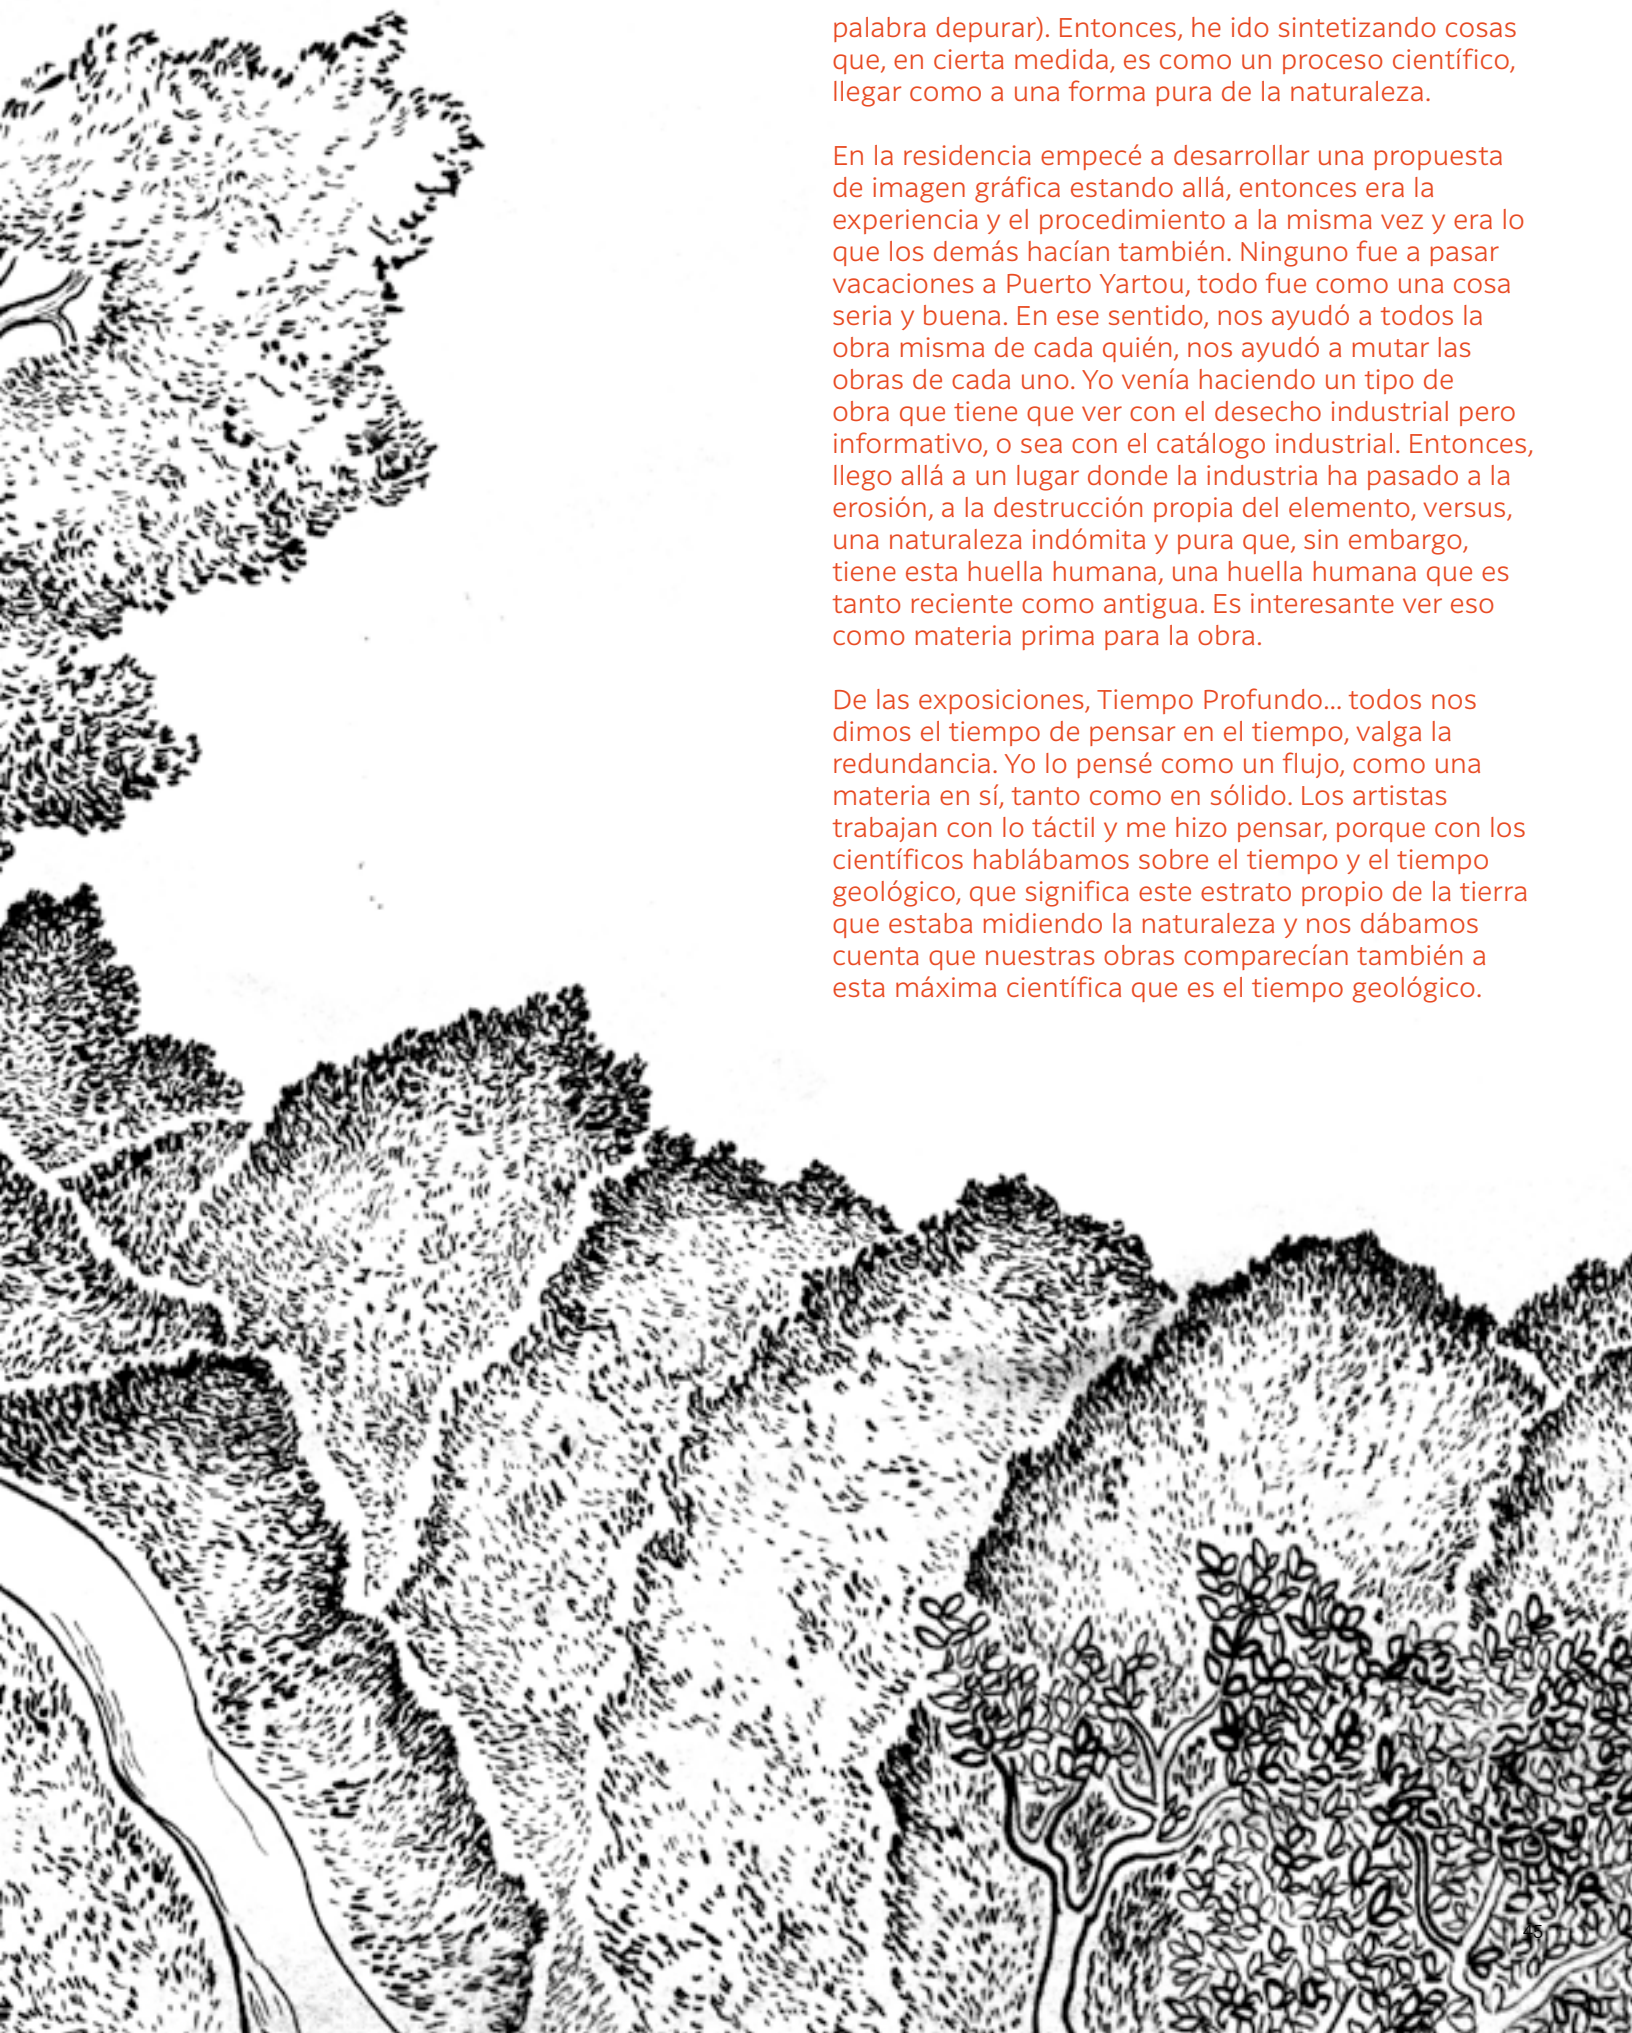 palabra depurar). Entonces, he ido sintetizando cosas
que, en cierta medida, es como un proceso científico,
llegar como a una forma pura de la naturaleza.
En la residencia empecé a desarrollar una propuesta
de imagen gráfica estando allá, entonces era la
experiencia y el procedimiento a la misma vez y era lo
que los demás hacían también. Ninguno fue a pasar
vacaciones a Puerto Yartou, todo fue como una cosa
seria y buena. En ese sentido, nos ayudó a todos la
obra misma de cada quién, nos ayudó a mutar las
obras de cada uno. Yo venía haciendo un tipo de
obra que tiene que ver con el desecho industrial pero
informativo, o sea con el catálogo industrial. Entonces,
llego allá a un lugar donde la industria ha pasado a la
erosión, a la destrucción propia del elemento, versus,
una naturaleza indómita y pura que, sin embargo,
tiene esta huella humana, una huella humana que es
tanto reciente como antigua. Es interesante ver eso
como materia prima para la obra.
De las exposiciones, Tiempo Profundo... todos nos
dimos el tiempo de pensar en el tiempo, valga la
redundancia. Yo lo pensé como un flujo, como una
materia en sí, tanto como en sólido. Los artistas
trabajan con lo táctil y me hizo pensar, porque con los
científicos hablábamos sobre el tiempo y el tiempo
geológico, que significa este estrato propio de la tierra
que estaba midiendo la naturaleza y nos dábamos
cuenta que nuestras obras comparecían también a
esta máxima científica que es el tiempo geológico.
45